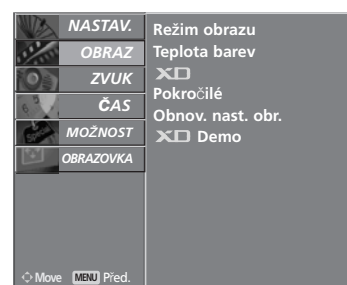 NASTAV.
OBRAZ
ZVUK
ČAS
MOŽNOST
OBRAZOVKA
Move MENU Před.
Režim obrazu
Teplota barev
XD
Pokročilé
Obnov. nast. obr.
XD Demo